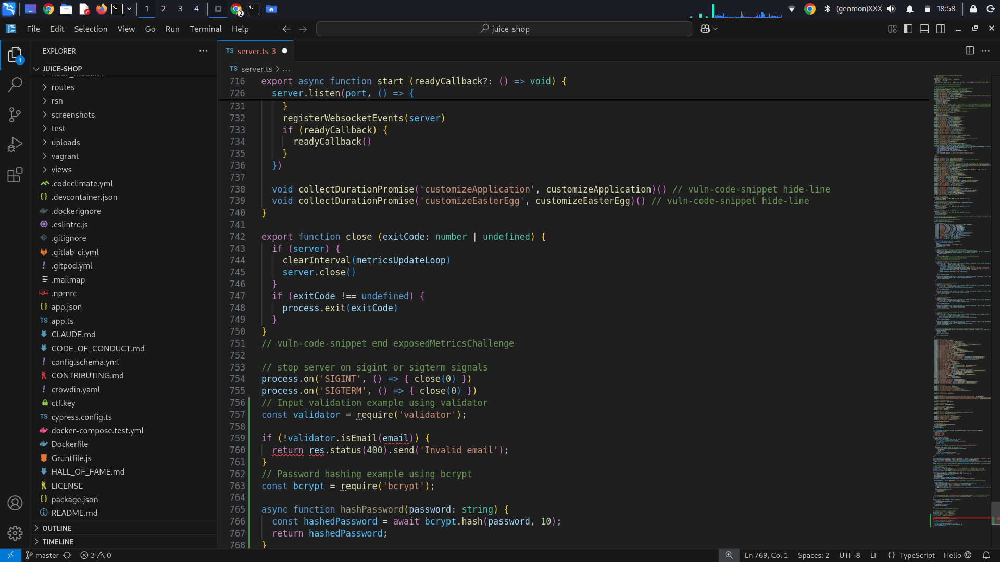 1
2
3
4
2
(genmon)XXX
18:58
File Edit Selection View Go Run Terminal Help
juice-shop
1
EXPLORER
JUICE-SHOP
node_modules
routes
rsn
screenshots
test
uploads
vagrant
views
.codeclimate.yml
.devcontainer.json
.dockerignore
.eslintrc.js
.gitignore
.gitlab-ci.yml
.gitpod.yml
.mailmap
.npmrc
app.json
TS app.ts
CLAUDE.md
CODE_OF_CONDUCT.md
config.schema.yml
CONTRIBUTING.md
crowdin.yaml
ctf.key
TS cypress.config.ts
docker-compose.test.yml
Dockerfile
Gruntfile.js
HALL_OF_FAME.md
LICENSE
package.json
README.md
OUTLINE
TIMELINE
TS server.ts 3
TS server.ts > ...
716 export async function start (readyCallback?: () => void) {
726 server.listen(port, () => {
731 }
732 registerWebsocketEvents(server)
733 if (readyCallback) {
734 readyCallback()
735 }
736 })
737
738 void collectDurationPromise('customizeApplication', customizeApplication)() // vuln-code-snippet hide-line
739 void collectDurationPromise('customizeEasterEgg', customizeEasterEgg)() // vuln-code-snippet hide-line
740 }
741
742 export function close (exitCode: number | undefined) {
743 if (server) {
744 clearInterval(metricsUpdateLoop)
745 server.close()
746 }
747 if (exitCode !== undefined) {
748 process.exit(exitCode)
749 }
750 }
751 // vuln-code-snippet end exposedMetricsChallenge
752
753 // stop server on sigint or sigterm signals
754 process.on('SIGINT', () => { close(0) })
755 process.on('SIGTERM', () => { close(0) })
756 // Input validation example using validator
757 const validator = require('validator');
758
759 if (!validator.isEmail(email)) {
760 return res.status(400).send('Invalid email');
761 }
762 // Password hashing example using bcrypt
763 const bcrypt = require('bcrypt');
764
765 async function hashPassword(password: string) {
766 const hashedPassword = await bcrypt.hash(password, 10);
767 return hashedPassword;
768 }
master 3 0 Ln 769, Col 1 Spaces: 2 UTF-8 LF {} TypeScript Hello